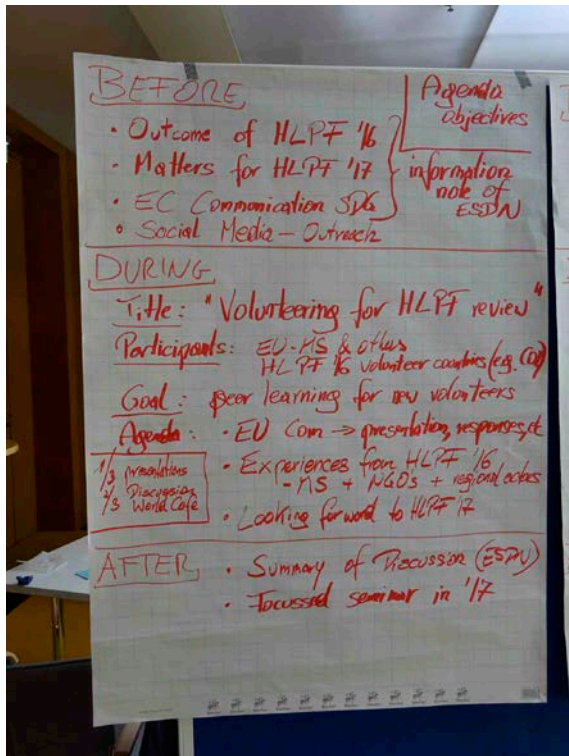 BEFORE
• Outcome of HLPF '16
• Matters for HLPF '17
• EC Communication SDG
• Social Media – Outreach
Agenda
objectives
information
note of
ESDN
DURING
Title: "Volunteering for HLPF review"
Participants: EU-MS & others
HLPF '16 volunteer countries (e.g.
Goal: peer learning for new volunteers
Agenda: • EU Com → presentation, responses, etc
1/3 presentations
2/3 Discussion
World Café
• Experiences from HLPF '16
- MS + NGOs + regional actors
• Looking forward to HLPF '17
AFTER
• Summary of Discussion (ESDN)
• Focussed seminar in '17